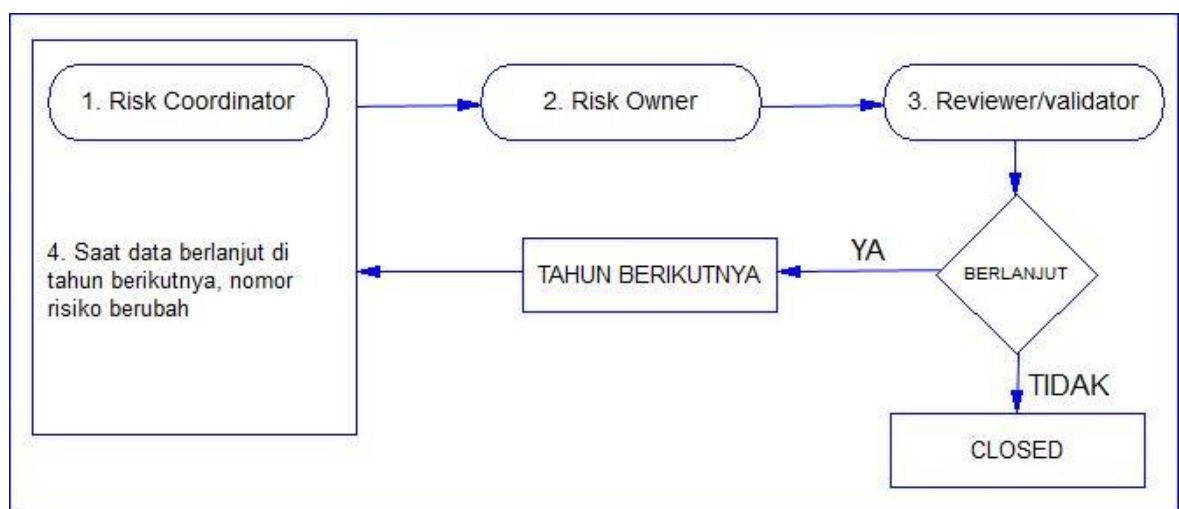 1. Risk Coordinator
2. Risk Owner
3. Reviewer/validator
4. Saat data berlanjut di
tahun berikutnya, nomor
risiko berubah
TAHUN BERIKUTNYA
YA
BERLANJUT
TIDAK
CLOSED